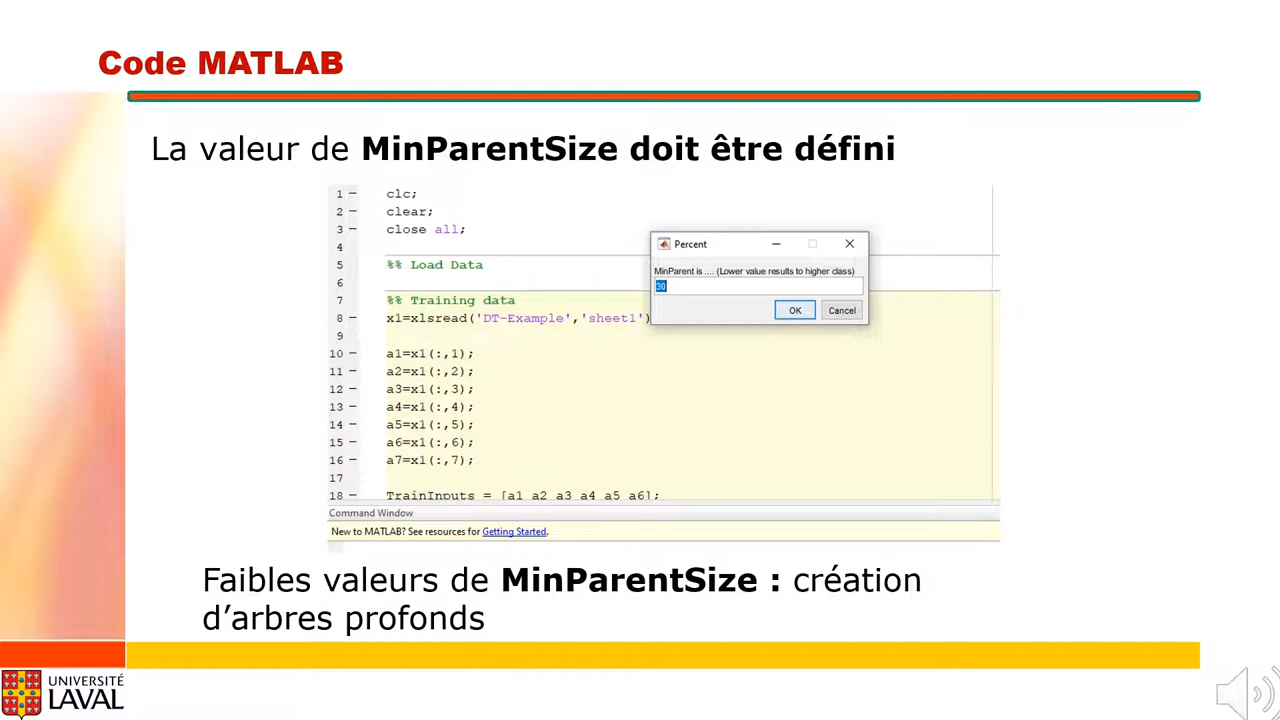 Code MATLAB
La valeur de MinParentSize doit être défini
1 – clc;
2 – clear;
3 – close all;
4
5 %% Load Data
6
7 %% Training data
8 – x1=xlsread('DT-Example','sheet1')
9
10 – a1=x1(:,1);
11 – a2=x1(:,2);
12 – a3=x1(:,3);
13 – a4=x1(:,4);
14 – a5=x1(:,5);
15 – a6=x1(:,6);
16 – a7=x1(:,7);
17
18 – TrainInputs = [a1 a2 a3 a4 a5 a6];
Percent
MinParent is .... (Lower value results to higher class)
30
OK Cancel
Command Window
New to MATLAB? See resources for Getting Started.
Faibles valeurs de MinParentSize : création
d’arbres profonds
UNIVERSITÉ
LAVAL